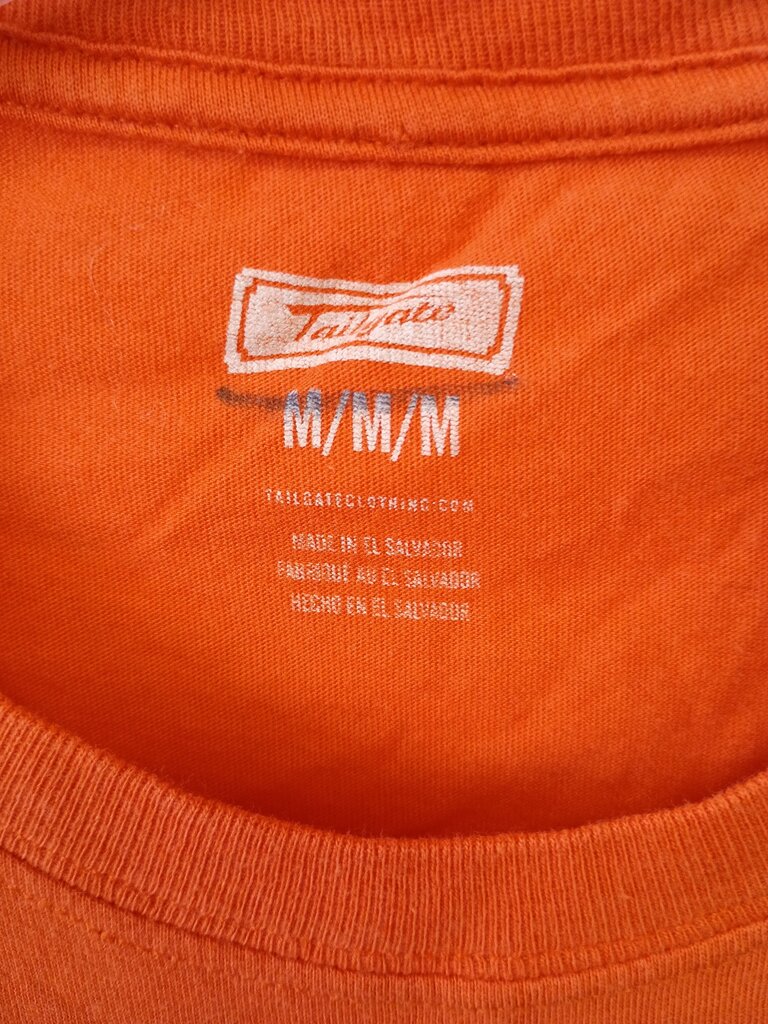 Tailgate
M/M/M
TAILGATECLOTHING.COM
MADE IN EL SALVADOR
FABRIQUÉ AU EL SALVADOR
HECHO EN EL SALVADOR